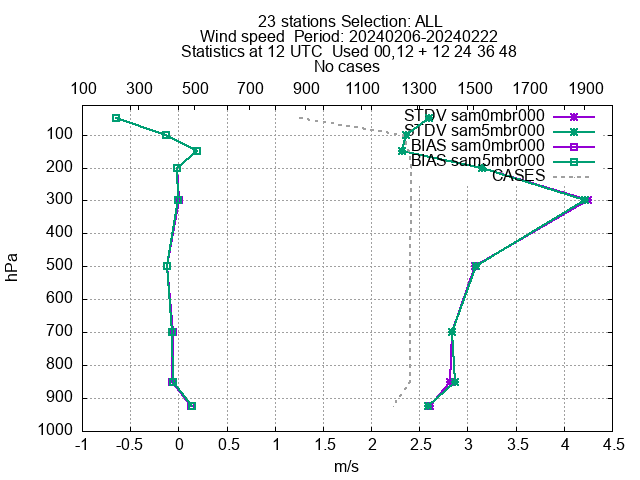 23 stations Selection: ALL
Wind speed  Period: 20240206-20240222
Statistics at 12 UTC  Used 00,12 + 12 24 36 48
No cases
100 300 500 700 900 1100 1300 1500 1700 1900
STDV sam0mbr000
STDV sam5mbr000
BIAS sam0mbr000
BIAS sam5mbr000
CASES
100
200
300
400
500
600
700
800
900
1000
hPa
-1 -0.5 0 0.5 1 1.5 2 2.5 3 3.5 4 4.5
m/s